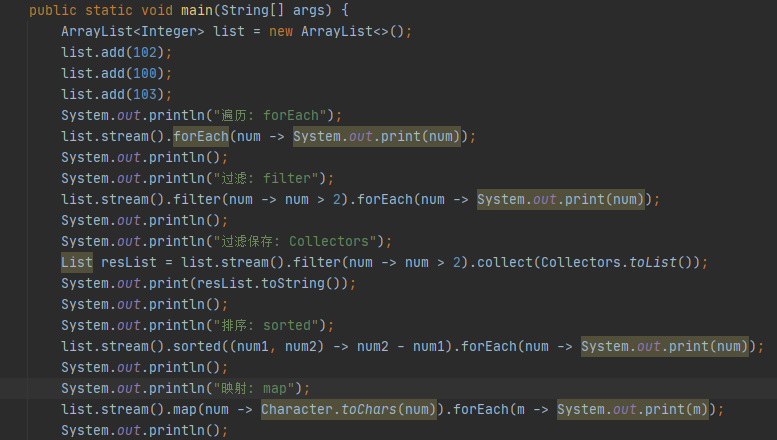 public static void main(String[] args) {
ArrayList<Integer> list = new ArrayList<>();
list.add(102);
list.add(100);
list.add(103);
System.out.println("遍历: forEach");
list.stream().forEach(num -> System.out.print(num));
System.out.println();
System.out.println("过滤: filter");
list.stream().filter(num -> num > 2).forEach(num -> System.out.print(num));
System.out.println();
System.out.println("过滤保存: Collectors");
List resList = list.stream().filter(num -> num > 2).collect(Collectors.toList());
System.out.print(resList.toString());
System.out.println();
System.out.println("排序: sorted");
list.stream().sorted((num1, num2) -> num2 - num1).forEach(num -> System.out.print(num));
System.out.println();
System.out.println("映射: map");
list.stream().map(num -> Character.toChars(num)).forEach(m -> System.out.print(m));
System.out.println();